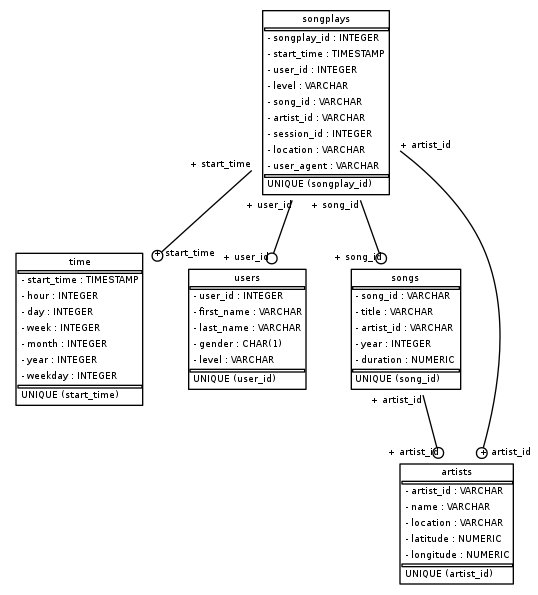 songplays
- songplay_id : INTEGER
- start_time : TIMESTAMP
- user_id : INTEGER
- level : VARCHAR
- song_id : VARCHAR
- artist_id : VARCHAR
- session_id : INTEGER
- location : VARCHAR
- user_agent : VARCHAR
UNIQUE (songplay_id)
+ artist_id
+ start_time
+ user_id
+ song_id
+ start_time
+ user_id
+ song_id
time
- start_time : TIMESTAMP
- hour : INTEGER
- day : INTEGER
- week : INTEGER
- month : INTEGER
- year : INTEGER
- weekday : INTEGER
UNIQUE (start_time)
users
- user_id : INTEGER
- first_name : VARCHAR
- last_name : VARCHAR
- gender : CHAR(1)
- level : VARCHAR
UNIQUE (user_id)
songs
- song_id : VARCHAR
- title : VARCHAR
- artist_id : VARCHAR
- year : INTEGER
- duration : NUMERIC
UNIQUE (song_id)
+ artist_id
+ artist_id
+ artist_id
artists
- artist_id : VARCHAR
- name : VARCHAR
- location : VARCHAR
- latitude : NUMERIC
- longitude : NUMERIC
UNIQUE (artist_id)